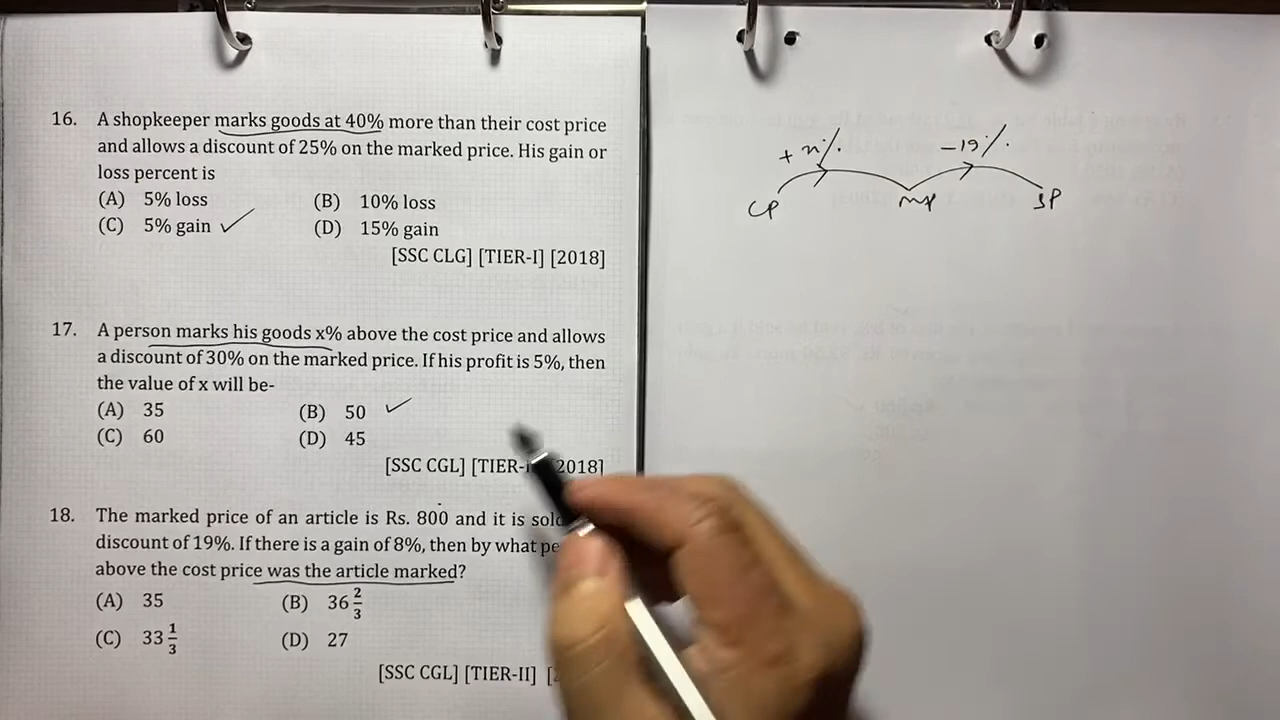 16. A shopkeeper marks goods at 40% more than their cost price
and allows a discount of 25% on the marked price. His gain or
loss percent is
(A) 5% loss (B) 10% loss
(C) 5% gain ✓ (D) 15% gain
[SSC CLG] [TIER-I] [2018]
17. A person marks his goods x% above the cost price and allows
a discount of 30% on the marked price. If his profit is 5%, then
the value of x will be-
(A) 35 (B) 50 ✓
(C) 60 (D) 45
[SSC CGL] [TIER- 2018]
18. The marked price of an article is Rs. 800 and it is sol
discount of 19%. If there is a gain of 8%, then by what pe
above the cost price was the article marked?
(A) 35 (B) 36 2/3
(C) 33 1/3 (D) 27
[SSC CGL] [TIER-II] [
+ x% -19%
CP MP SP